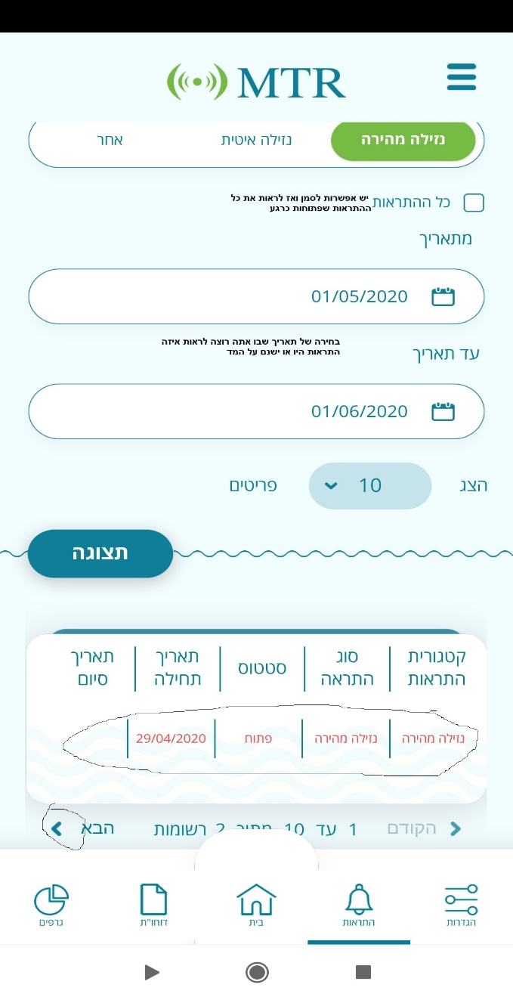 MTR
נזילה מהירה נזילה איטית אחר
כל ההתראות יש אפשרות לסמן ואז לראות את כל
ההתראות שפתוחות כרגע
מתאריך
01/05/2020
בחירה של תאריך שבו אתה רוצה לראות איזה
התראות היו או ישנם על המד
עד תאריך
01/06/2020
הצג 10 פריטים
תצוגה
קטגורית סוג סטטוס תאריך תאריך
התראות התראה תחילה סיום
נזילה מהירה נזילה מהירה פתוח 29/04/2020
הקודם 1 עד 10 מתוך 2 רשומות הבא
הגדרות התראות בית דוחו"ת גרפים